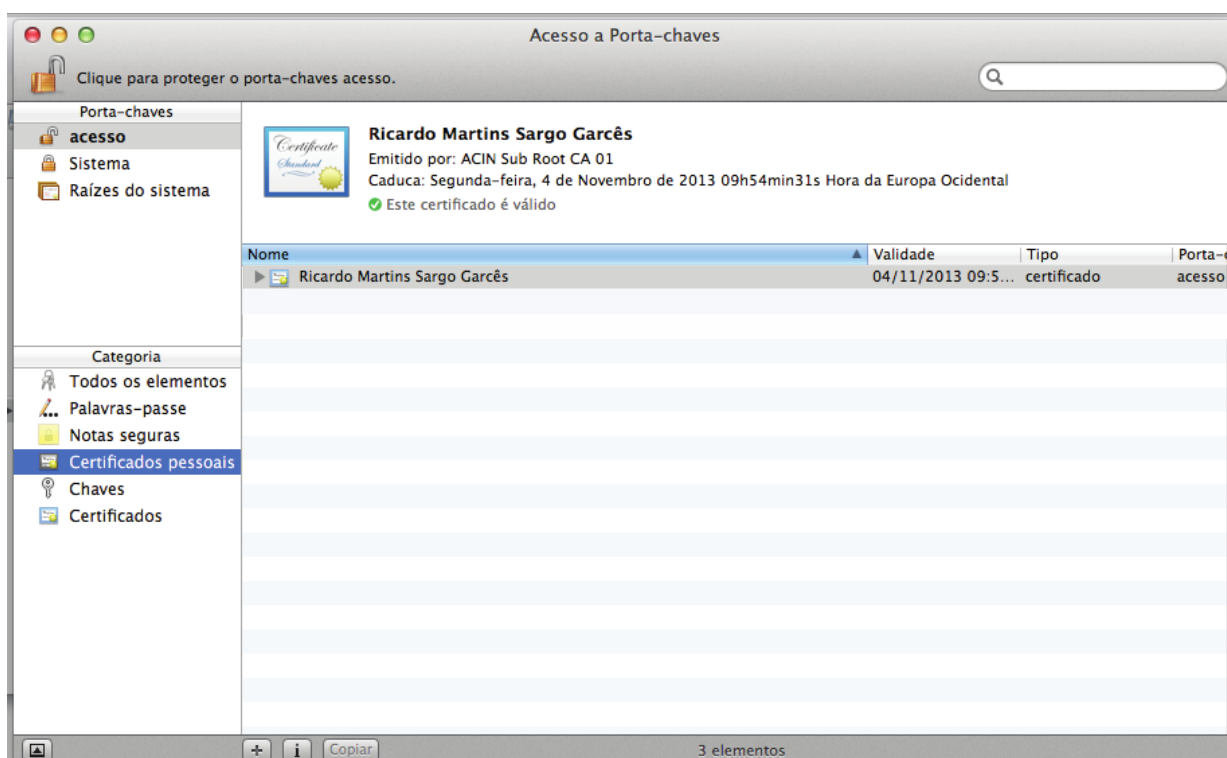 Acesso a Porta-chaves
Clique para proteger o porta-chaves acesso.
Porta-chaves
acesso
Sistema
Raízes do sistema
Certificate
Standard
Ricardo Martins Sargo Garcês
Emitido por: ACIN Sub Root CA 01
Caduca: Segunda-feira, 4 de Novembro de 2013 09h54min31s Hora da Europa Ocidental
Este certificado é válido
Nome Validade Tipo Porta-
Ricardo Martins Sargo Garcês 04/11/2013 09:5... certificado acesso
Categoria
Todos os elementos
Palavras-passe
Notas seguras
Certificados pessoais
Chaves
Certificados
+ i Copiar 3 elementos